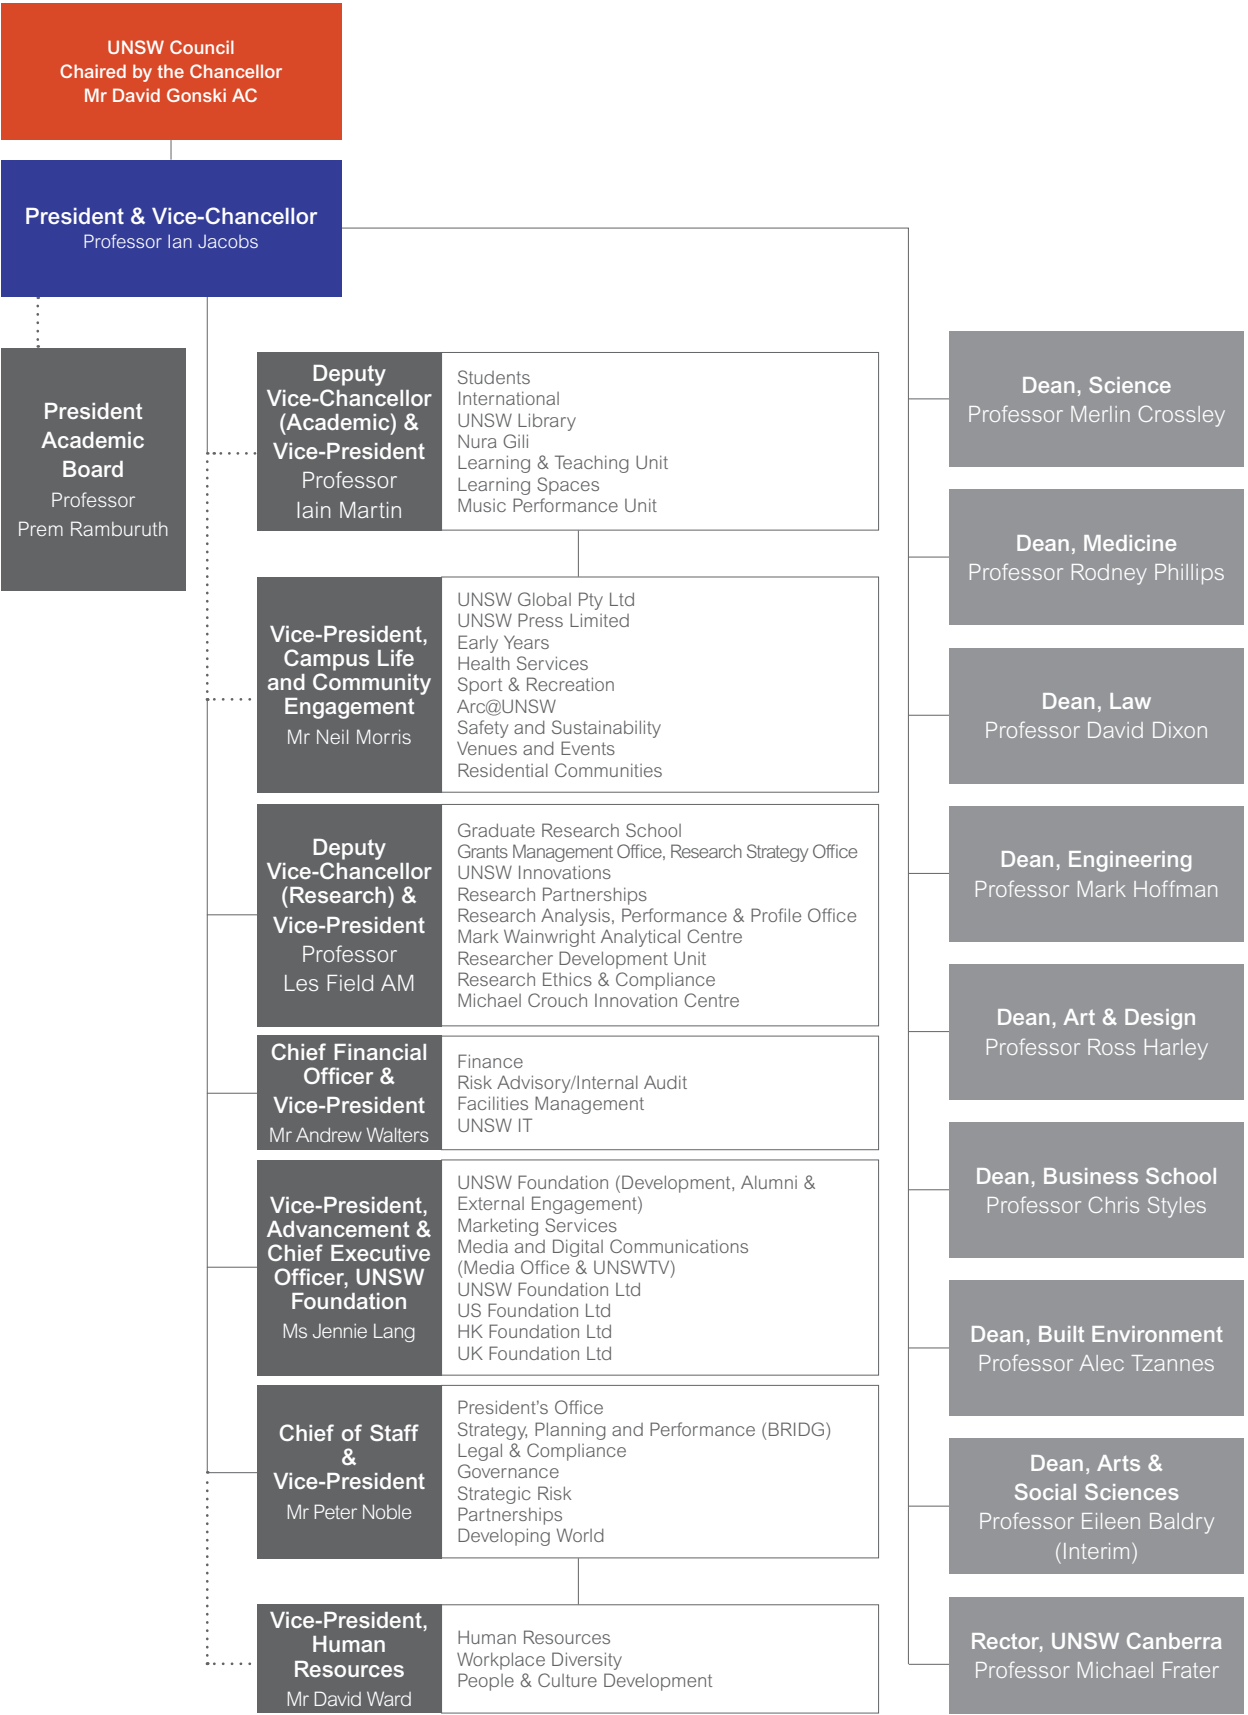 UNSW Council
Chaired by the Chancellor
Mr David Gonski AC
President & Vice-Chancellor
Professor Ian Jacobs
President
Academic
Board
Professor
Prem Ramburuth
Deputy
Vice-Chancellor
(Academic) &
Vice-President
Professor
Iain Martin
Students
International
UNSW Library
Nura Gili
Learning & Teaching Unit
Learning Spaces
Music Performance Unit
Vice-President,
Campus Life
and Community
Engagement
Mr Neil Morris
UNSW Global Pty Ltd
UNSW Press Limited
Early Years
Health Services
Sport & Recreation
Arc@UNSW
Safety and Sustainability
Venues and Events
Residential Communities
Deputy
Vice-Chancellor
(Research) &
Vice-President
Professor
Les Field AM
Graduate Research School
Grants Management Office, Research Strategy Office
UNSW Innovations
Research Partnerships
Research Analysis, Performance & Profile Office
Mark Wainwright Analytical Centre
Researcher Development Unit
Research Ethics & Compliance
Michael Crouch Innovation Centre
Chief Financial
Officer &
Vice-President
Mr Andrew Walters
Finance
Risk Advisory/Internal Audit
Facilities Management
UNSW IT
Vice-President,
Advancement &
Chief Executive
Officer, UNSW
Foundation
Ms Jennie Lang
UNSW Foundation (Development, Alumni &
External Engagement)
Marketing Services
Media and Digital Communications
(Media Office & UNSWTV)
UNSW Foundation Ltd
US Foundation Ltd
HK Foundation Ltd
UK Foundation Ltd
Chief of Staff
&
Vice-President
Mr Peter Noble
President's Office
Strategy, Planning and Performance (BRIDG)
Legal & Compliance
Governance
Strategic Risk
Partnerships
Developing World
Vice-President,
Human
Resources
Mr David Ward
Human Resources
Workplace Diversity
People & Culture Development
Dean, Science
Professor Merlin Crossley
Dean, Medicine
Professor Rodney Phillips
Dean, Law
Professor David Dixon
Dean, Engineering
Professor Mark Hoffman
Dean, Art & Design
Professor Ross Harley
Dean, Business School
Professor Chris Styles
Dean, Built Environment
Professor Alec Tzannes
Dean, Arts &
Social Sciences
Professor Eileen Baldry
(Interim)
Rector, UNSW Canberra
Professor Michael Frater